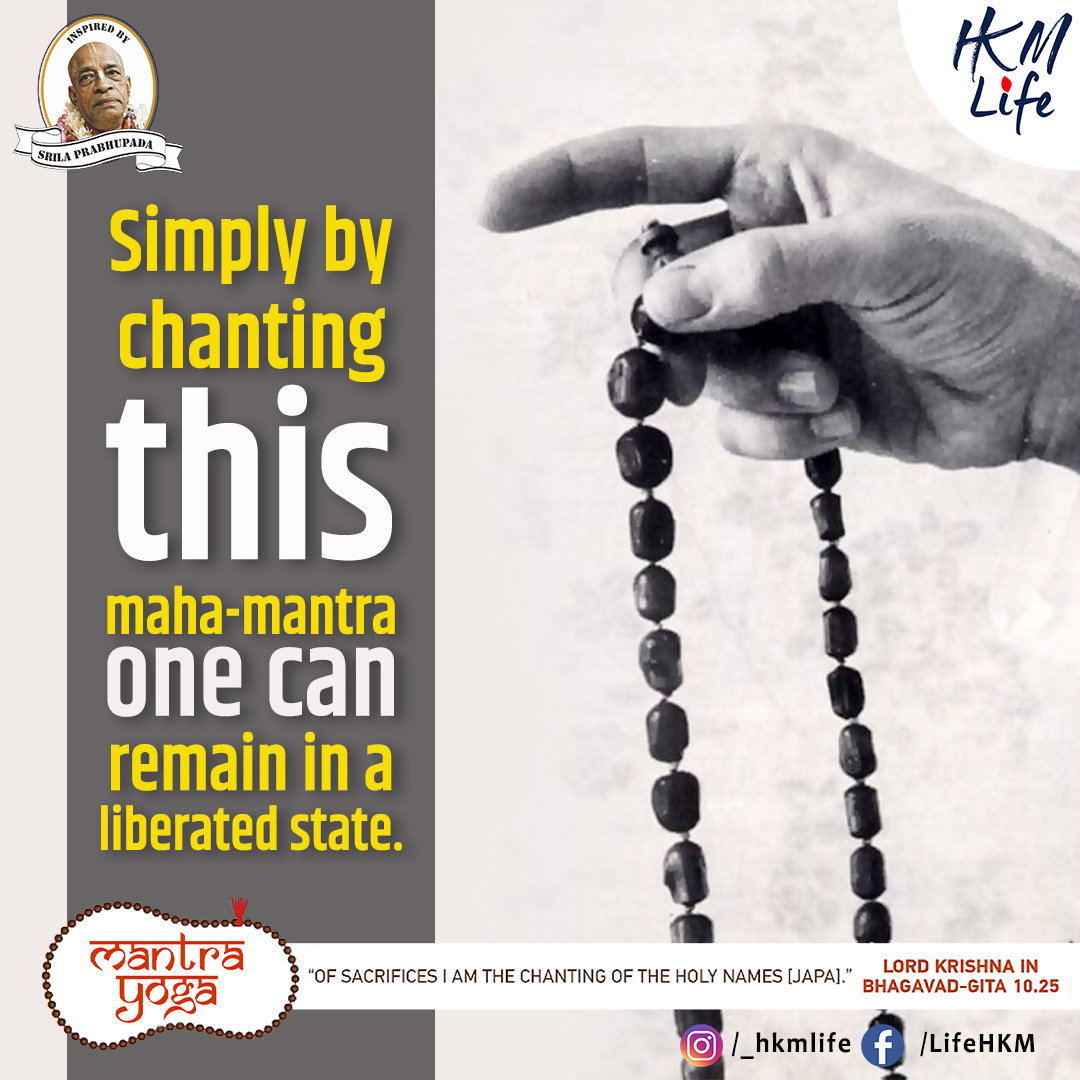 INSPIRED BY
SRILA PRABHUPADA
HKM
Life
Simply by
chanting
this
maha-mantra
one can
remain in a
liberated state.
mantra
yoga
“OF SACRIFICES I AM THE CHANTING OF THE HOLY NAMES [JAPA].”
LORD KRISHNA IN
BHAGAVAD-GITA 10.25
/_hkmlife
/LifeHKM